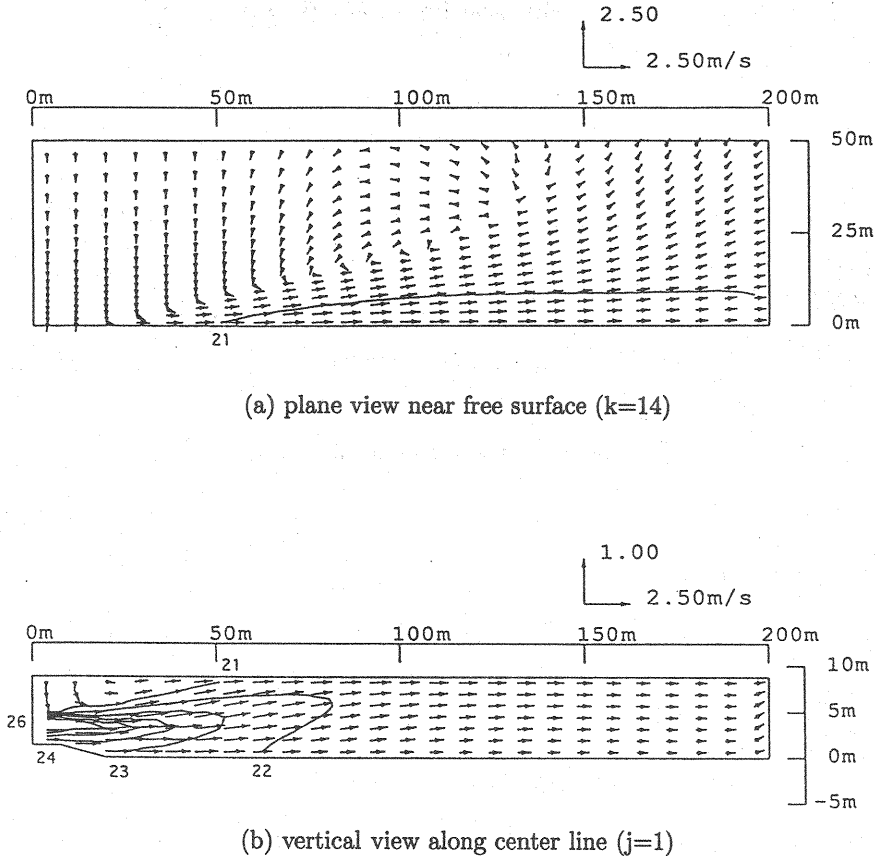 2.50
2.50m/s
0m 50m 100m 150m 200m
50m
25m
0m
21
(a) plane view near free surface (k=14)
1.00
2.50m/s
0m 50m 100m 150m 200m
21
10m
5m
0m
-5m
26
24 23 22
(b) vertical view along center line (j=1)